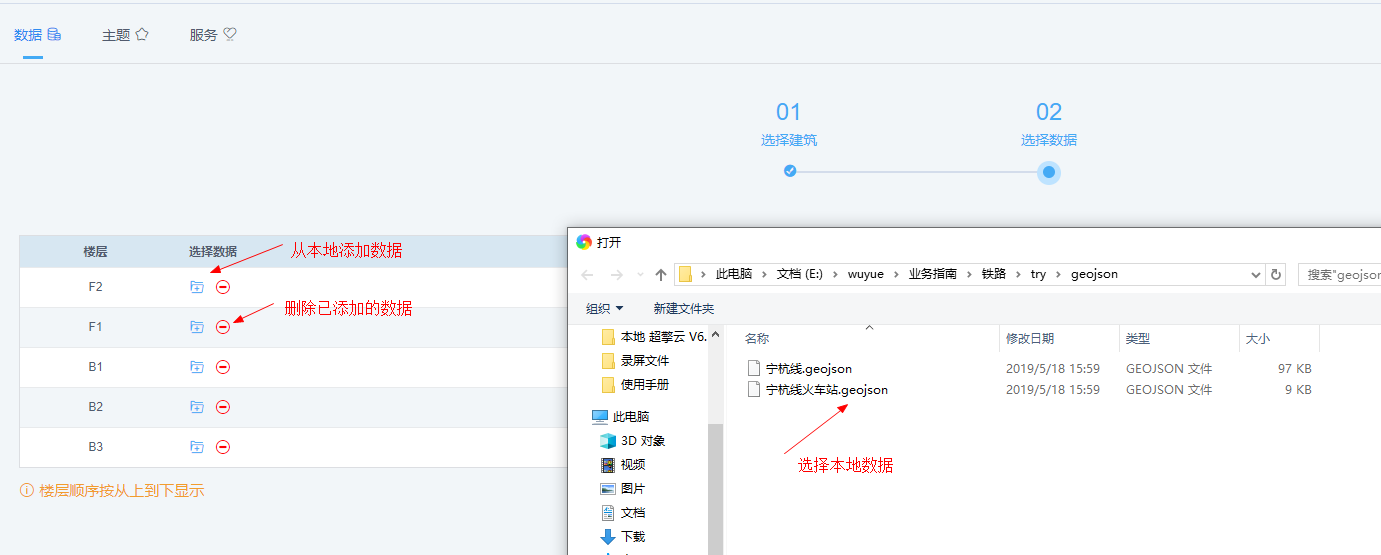 数据 主题 服务
01 02
选择建筑 选择数据
楼层 选择数据
从本地添加数据
F2
删除已添加的数据
F1
B1
B2
B3
楼层顺序按从上到下显示
打开
此电脑 > 文档 (E:) > wuyue > 业务指南 > 铁路 > try > geojson
搜索"geojson
组织 新建文件夹
名称 修改日期 类型 大小
本地 超擎云 V6.
录屏文件
使用手册
此电脑
3D 对象
视频
图片
文档
下载
宁杭线.geojson 2019/5/18 15:59 GEOJSON 文件 97 KB
宁杭线火车站.geojson 2019/5/18 15:59 GEOJSON 文件 9 KB
选择本地数据